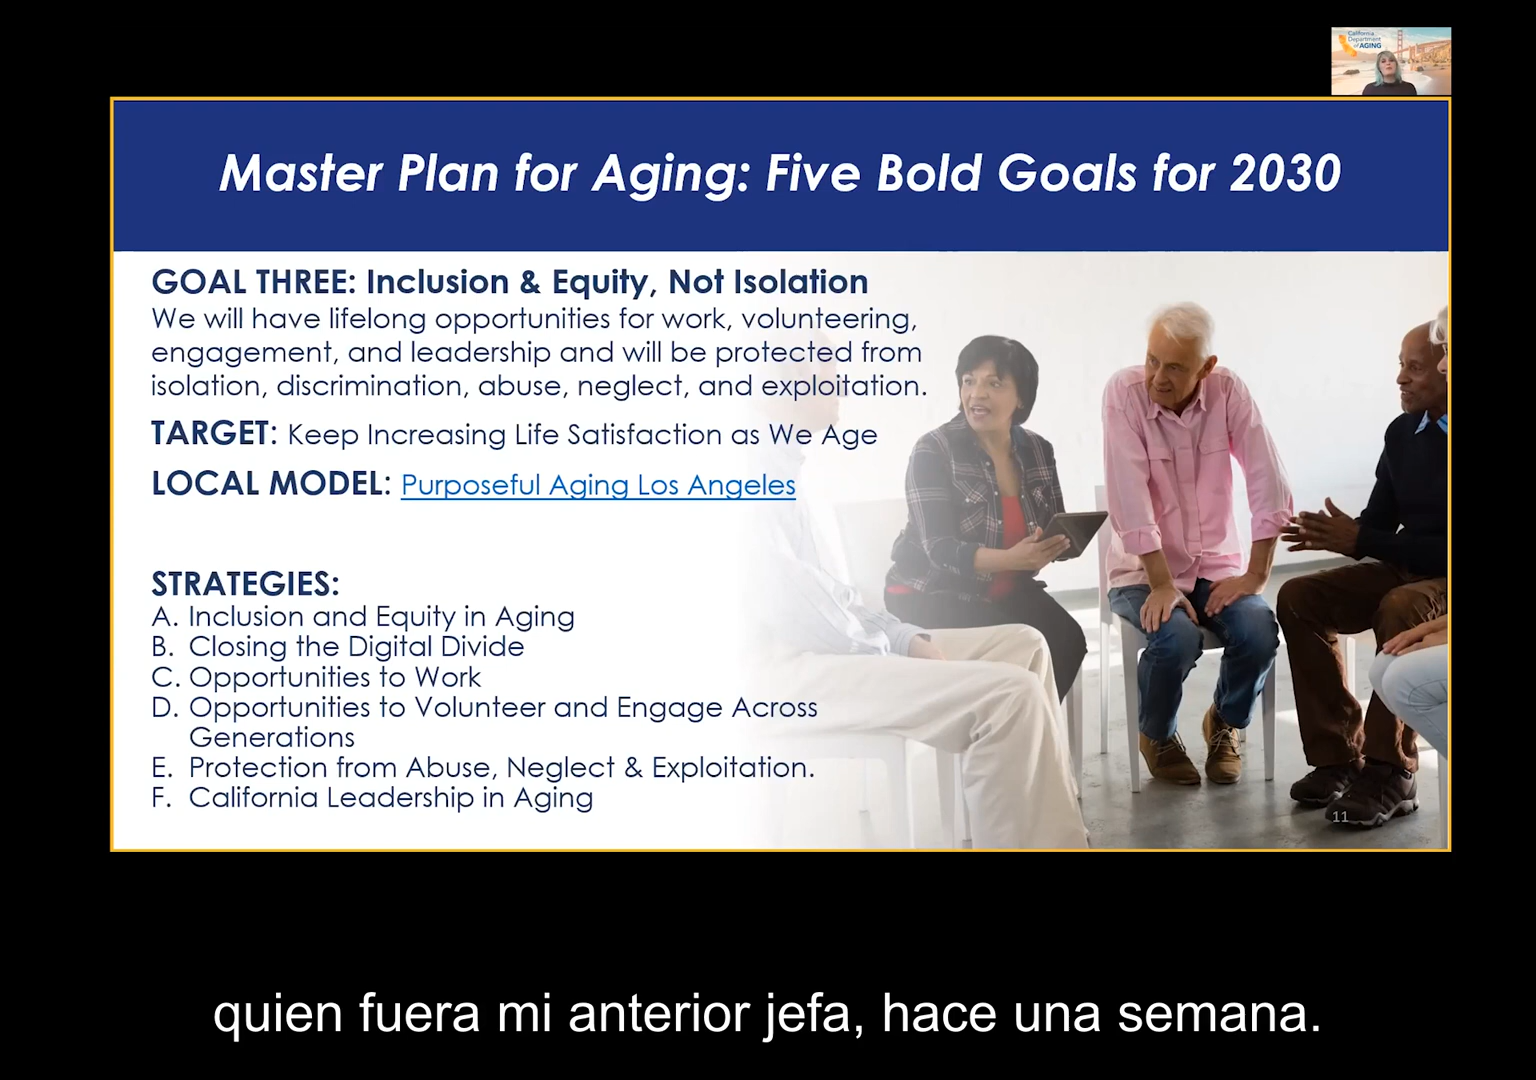 California
Department
of AGING
Master Plan for Aging: Five Bold Goals for 2030
GOAL THREE: Inclusion & Equity, Not Isolation
We will have lifelong opportunities for work, volunteering,
engagement, and leadership and will be protected from
isolation, discrimination, abuse, neglect, and exploitation.
TARGET: Keep Increasing Life Satisfaction as We Age
LOCAL MODEL: Purposeful Aging Los Angeles
STRATEGIES:
A. Inclusion and Equity in Aging
B. Closing the Digital Divide
C. Opportunities to Work
D. Opportunities to Volunteer and Engage Across
Generations
E. Protection from Abuse, Neglect & Exploitation.
F. California Leadership in Aging
11
quien fuera mi anterior jefa, hace una semana.